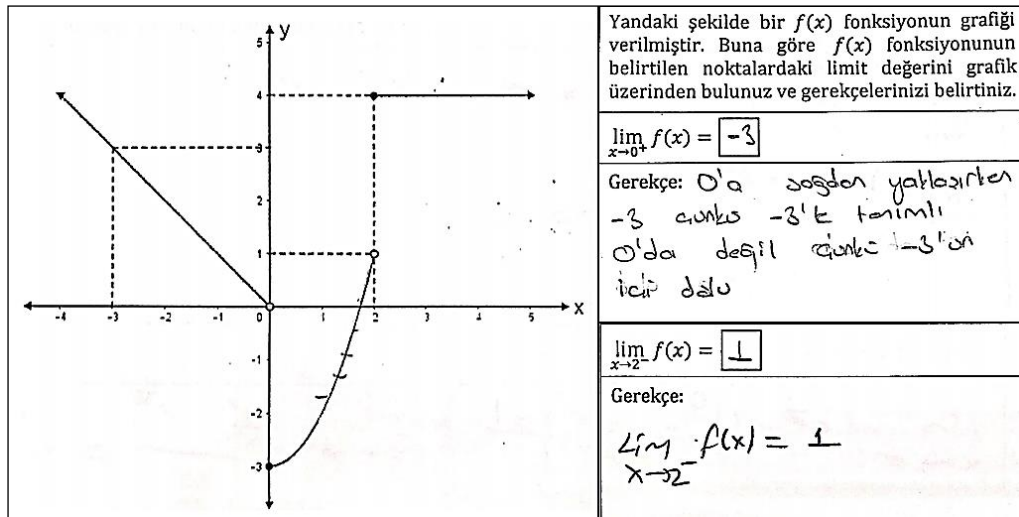 y
5
4
3
2
1
-4 -3 -2 -1 0 1 2 3 4 5 x
-1
-2
-3
Yandaki şekilde bir f(x) fonksiyonun grafiği
verilmiştir. Buna göre f(x) fonksiyonunun
belirtilen noktalardaki limit değerini grafik
üzerinden bulunuz ve gerekçelerinizi belirtiniz.
lim x→0⁺ f(x) = -3
Gerekçe: 0'a sağdan yaklaşırken
-3 çünkü -3'te tanımlı
0'da değil çünkü -3'ün
içi dolu
lim x→2⁻ f(x) = 1
Gerekçe:
Lim x→2⁻ f(x) = 1